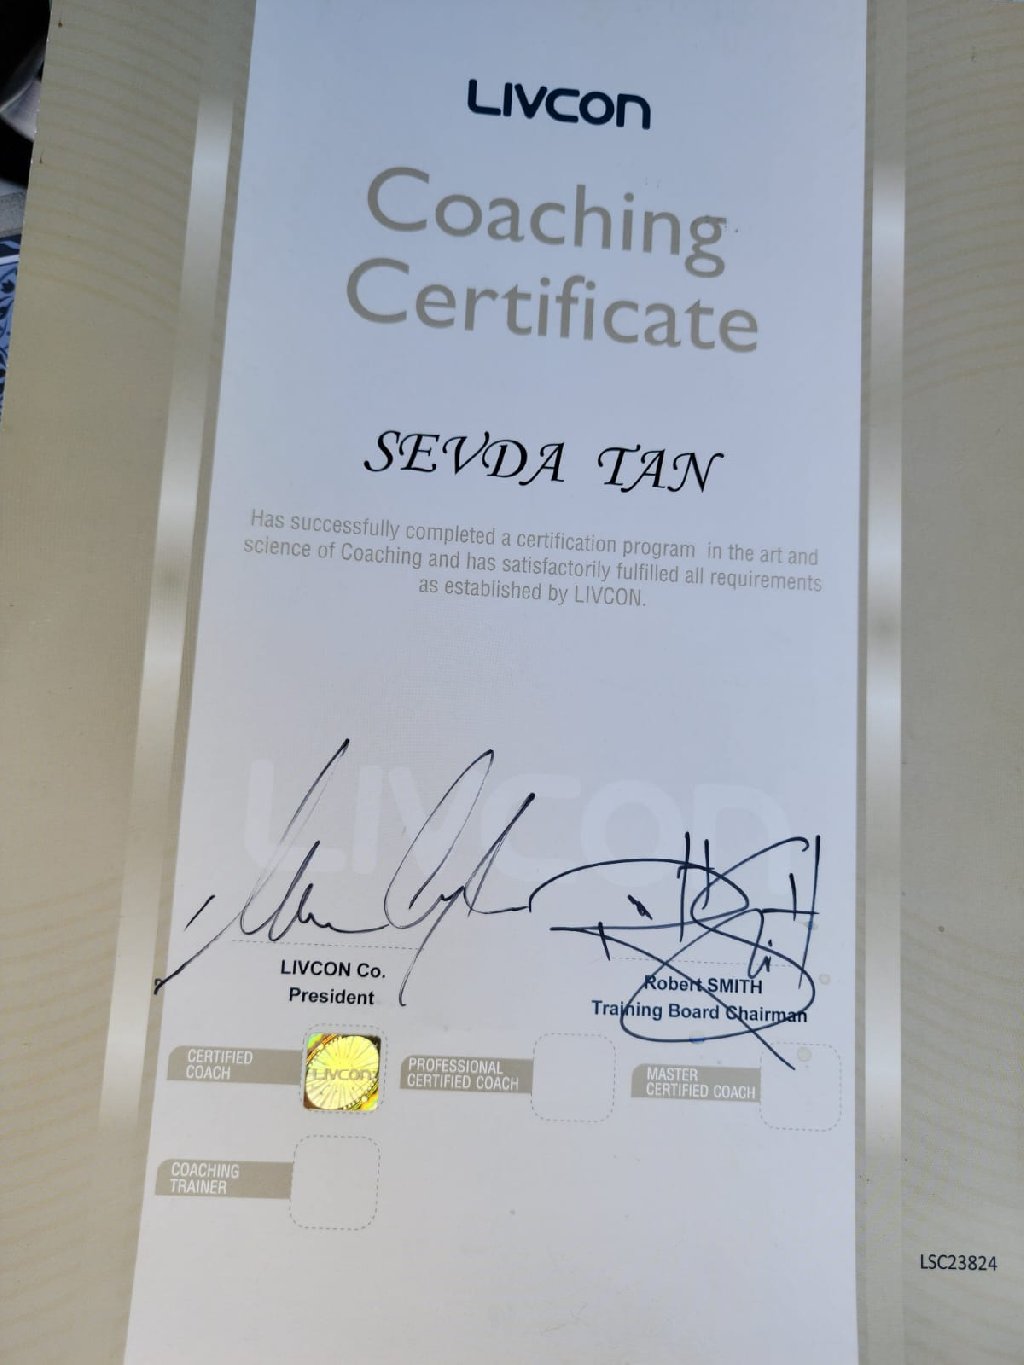 LIVCON
Coaching
Certificate
SEVDA TAN
Has successfully completed a certification program in the art and
science of Coaching and has satisfactorily fulfilled all requirements
as established by LIVCON.
LIVCON
LIVCON Co.
President
Robert SMITH
Training Board Chairman
CERTIFIED
COACH
LIVCON
PROFESSIONAL
CERTIFIED COACH
MASTER
CERTIFIED COACH
COACHING
TRAINER
LSC23824